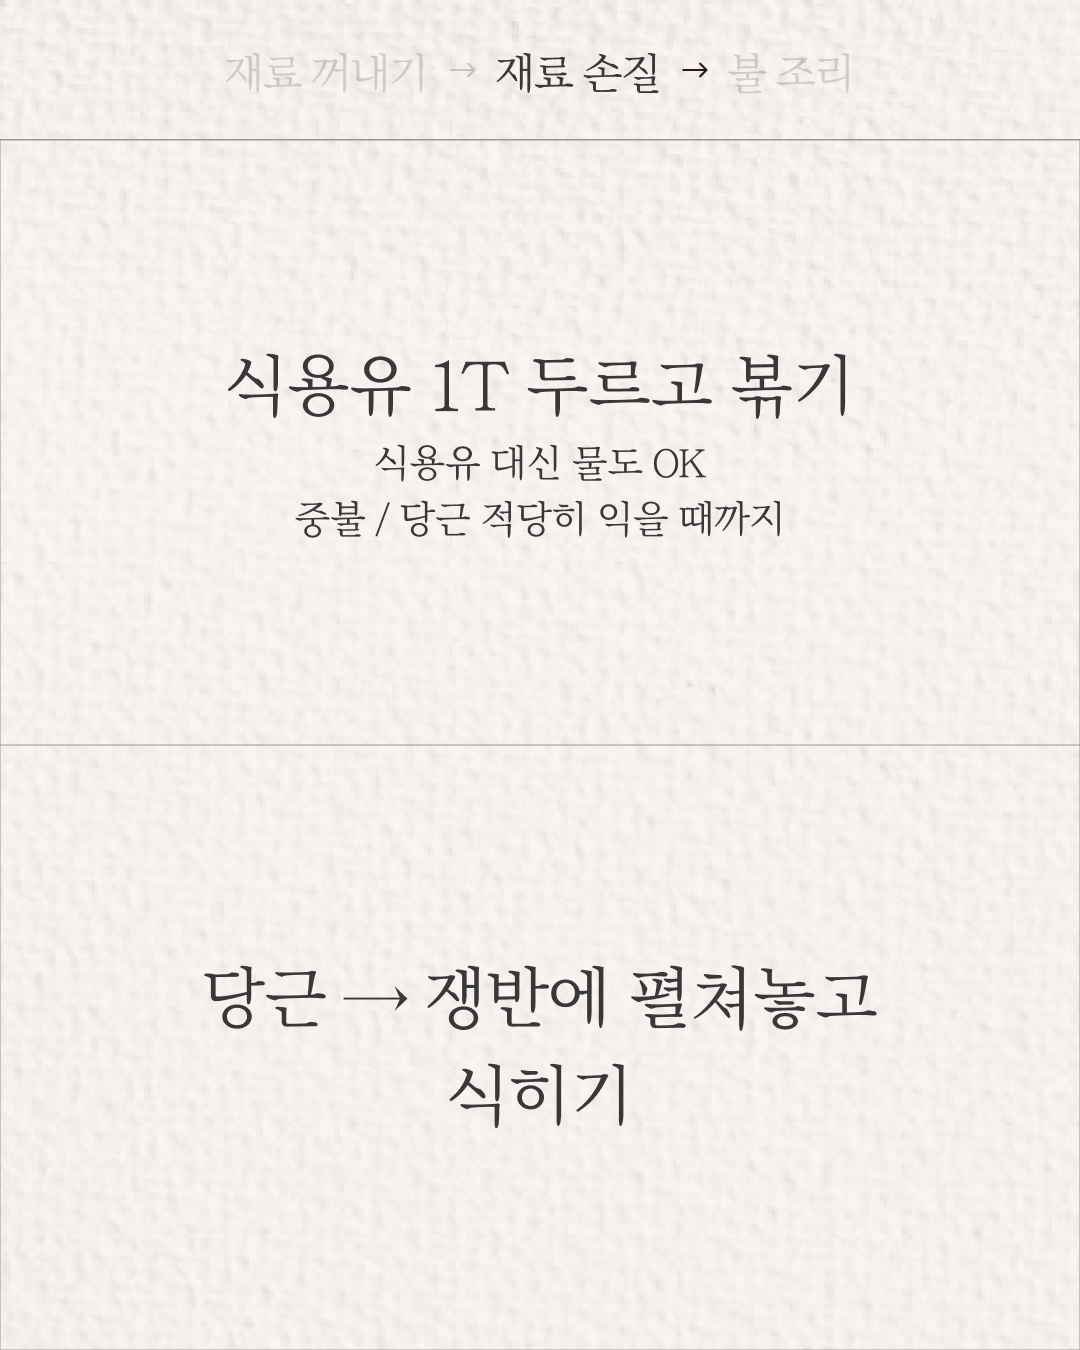 재료 꺼내기 → 재료 손질 → 불 조리
식용유 1T 두르고 볶기
식용유 대신 물도 OK
중불 / 당근 적당히 익을 때까지
당근 → 쟁반에 펼쳐놓고
식히기